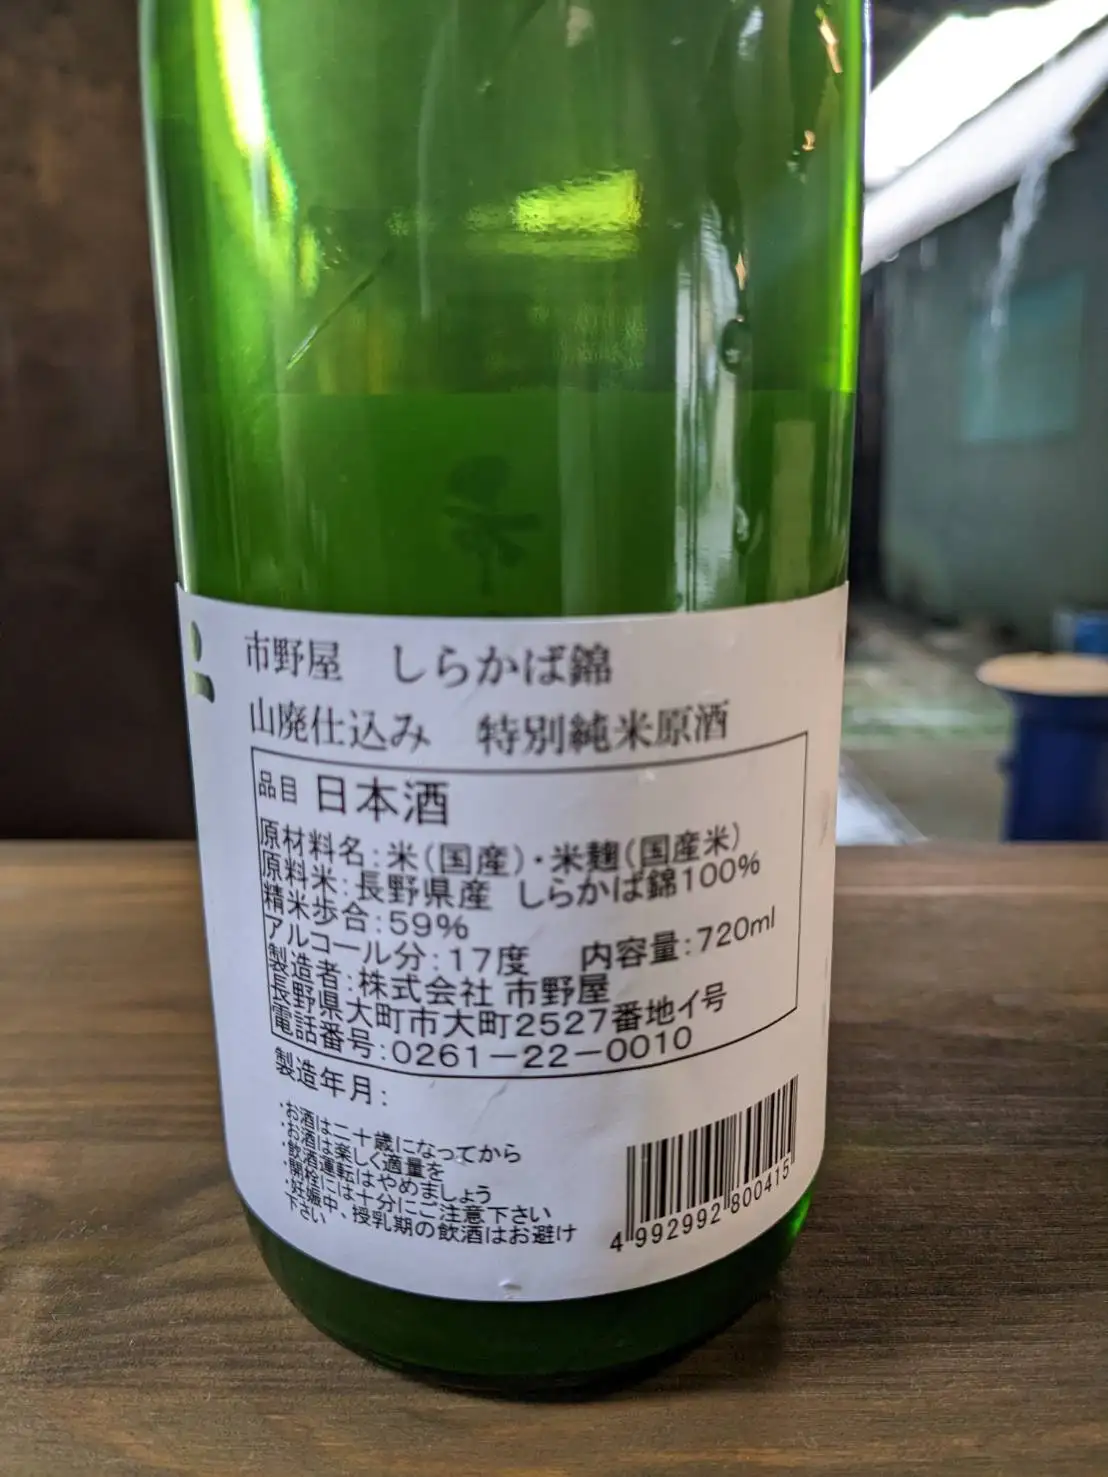 市野屋　しらかば錦
山廃仕込み　特別純米原酒
品目 日本酒
原材料名:米(国産)・米麹(国産米)
原料米:長野県産 しらかば錦100%
精米歩合:59%
アルコール分:17度　内容量:720ml
製造者:株式会社 市野屋
長野県大町市大町2527番地イ号
電話番号:0261-22-0010
製造年月:
・お酒は二十歳になってから
・お酒は楽しく適量を
・飲酒運転はやめましょう
・開栓には十分にご注意下さい
・妊娠中、授乳期の飲酒はお避け
下さい
4 992992 800415